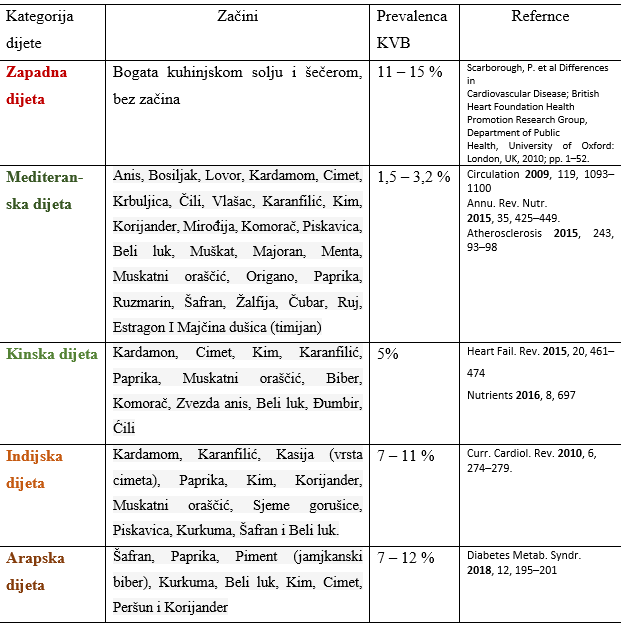 Kategorija dijete
Začini
Prevalenca KVB
Refernce
Zapadna dijeta
Bogata kuhinjskom solju i šečerom,
bez začina
11 – 15 %
Scarborough, P. et al Differences
in
Cardiovascular Disease; British
Heart Foundation Health
Promotion Research Group,
Department of Public
Health, University of Oxford:
London, UK, 2010; pp. 1–52.
Mediteran-
ska dijeta
Anis, Bosiljak, Lovor, Kardamom, Cimet,
Krbuljica, Čili, Vlašac, Karanfilić, Kim,
Korijander, Mirođija, Komorač, Piskavica,
Beli luk, Muškat, Majoran, Menta,
Muskatni oraščić, Origano, Paprika,
Ruzmarin, Šafran, Žalfija, Čubar, Ruj,
Estragon I Majčina dušica (timijan)
1,5 – 3,2 %
Circulation 2009, 119, 1093–
1100
Annu. Rev. Nutr.
2015, 35, 425–449.
Atherosclerosis 2015, 243,
93–98
Kinska dijeta
Kardamon, Cimet, Kim, Karanfilić,
Paprika, Muskatni oraščić, Biber,
Komorač, Zvezda anis, Beli luk, Đumbir,
Čili
5%
Heart Fail. Rev. 2015, 20, 461–
474
Nutrients 2016, 8, 697
Indijska
dijeta
Kardamom, Karanfilić, Kasija (vrsta
cimeta), Paprika, Kim, Korijander,
Muskatni oraščić, Sjeme gorušice,
Piskavica, Kurkuma, Šafran i Beli luk.
7 – 11 %
Curr. Cardiol. Rev. 2010, 6,
274–279.
Arapska
dijeta
Šafran, Paprika, Piment (jamjkanski
biber), Kurkuma, Beli luk, Kim, Cimet,
Peršun i Korijander
7 – 12 %
Diabetes Metab. Syndr.
2018, 12, 195–201